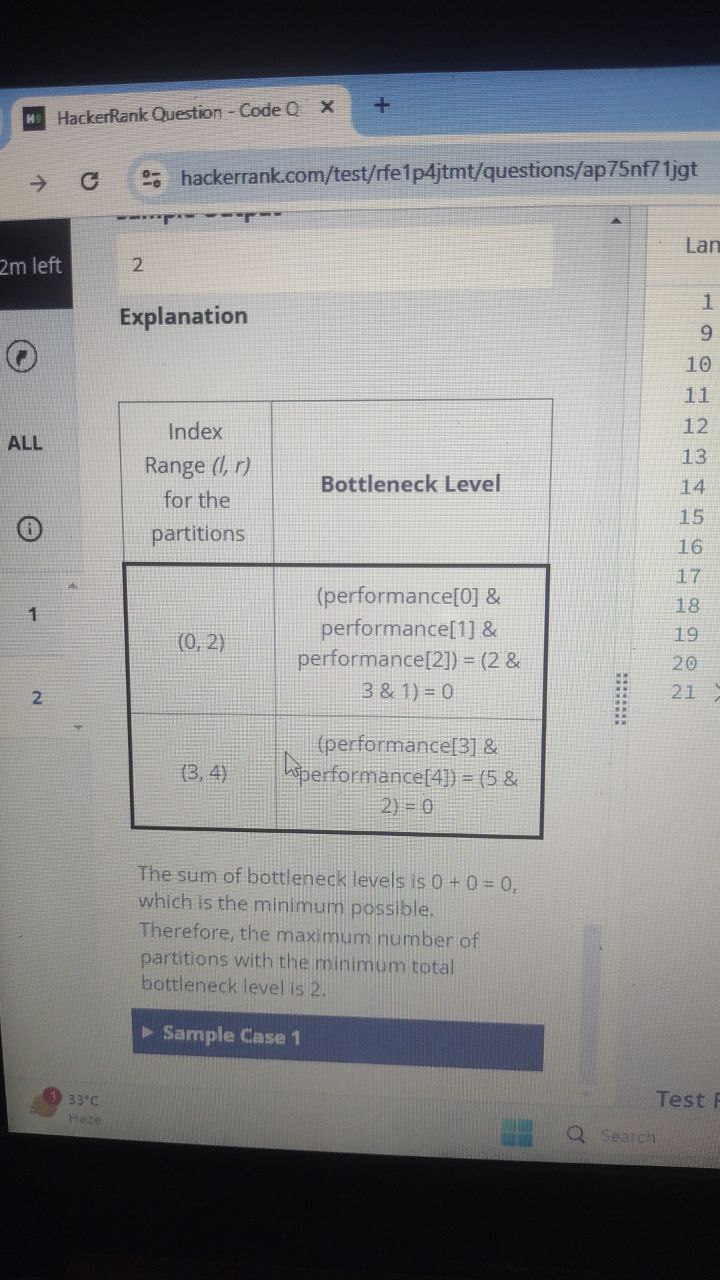 HackerRank Question - Code Q
hackerrank.com/test/rfe1p4jtmt/questions/ap75nf71jgt
2m left
ALL
1
2
Sample Output
2
Explanation
Index
Range (l, r)
for the
partitions
Bottleneck Level
(0, 2)
(performance[0] &
performance[1] &
performance[2]) = (2 &
3 & 1) = 0
(3, 4)
(performance[3] &
performance[4]) = (5 &
2) = 0
The sum of bottleneck levels is 0 + 0 = 0,
which is the minimum possible.
Therefore, the maximum number of
partitions with the minimum total
bottleneck level is 2.
▶ Sample Case 1
Lan
1
9
10
11
12
13
14
15
16
17
18
19
20
21
Test
1
33°C
Haze
Search